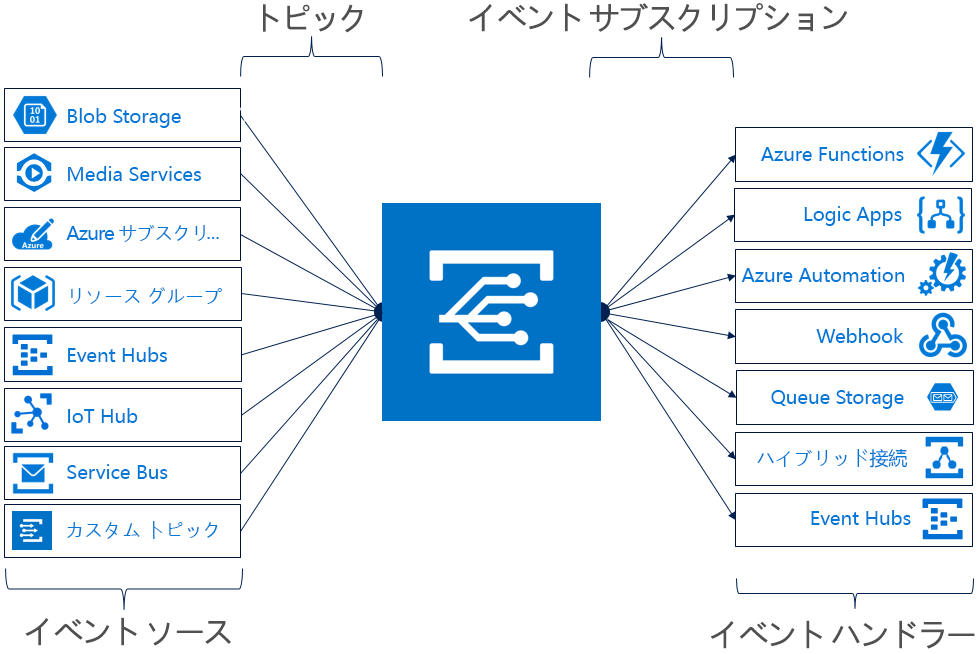 トピック
イベント サブスクリプション
10
01
Blob Storage
Media Services
Azure
Azure サブスクリ...
リソース グループ
Event Hubs
IoT Hub
Service Bus
カスタム トピック
イベント ソース
Azure Functions
Logic Apps
Azure Automation
Webhook
Queue Storage
ハイブリッド接続
Event Hubs
イベント ハンドラー